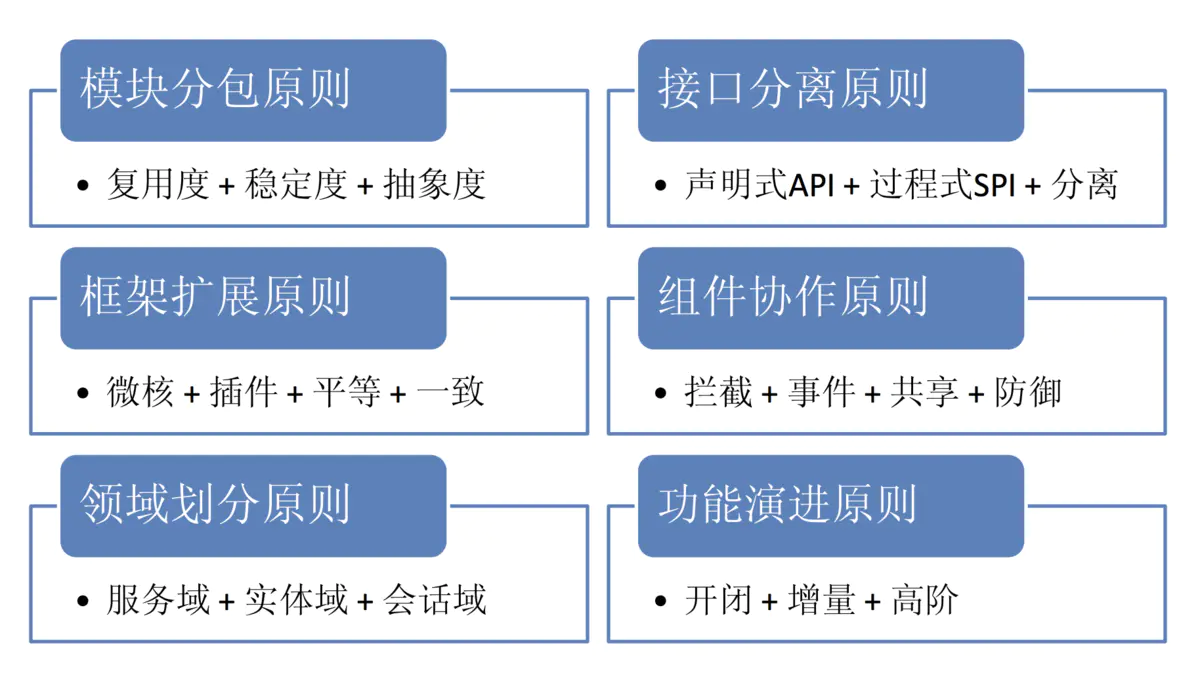 模块分包原则
• 复用度 + 稳定度 + 抽象度
接口分离原则
• 声明式API + 过程式SPI + 分离
框架扩展原则
• 微核 + 插件 + 平等 + 一致
组件协作原则
• 拦截 + 事件 + 共享 + 防御
领域划分原则
• 服务域 + 实体域 + 会话域
功能演进原则
• 开闭 + 增量 + 高阶